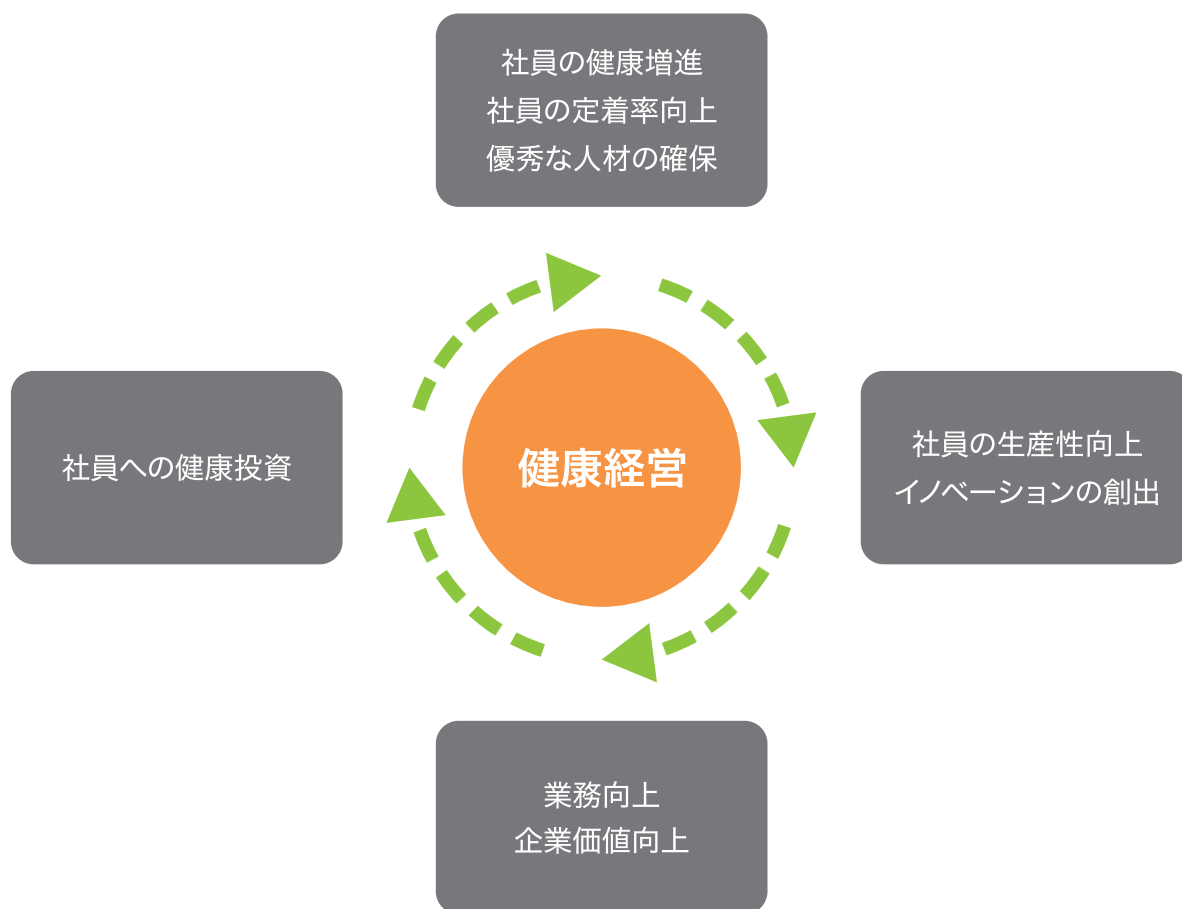 社員の健康増進
社員の定着率向上
優秀な人材の確保
社員への健康投資
健康経営
社員の生産性向上
イノベーションの創出
業務向上
企業価値向上